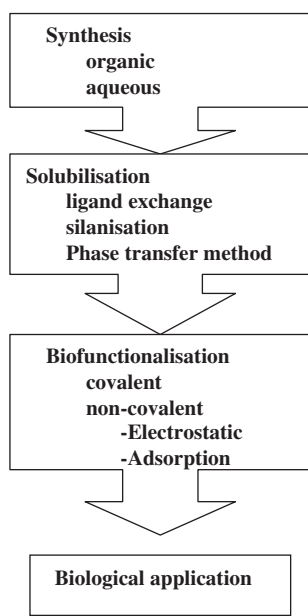 Synthesis
organic
aqueous
Solubilisation
ligand exchange
silanisation
Phase transfer method
Biofunctionalisation
covalent
non-covalent
-Electrostatic
-Adsorption
Biological application